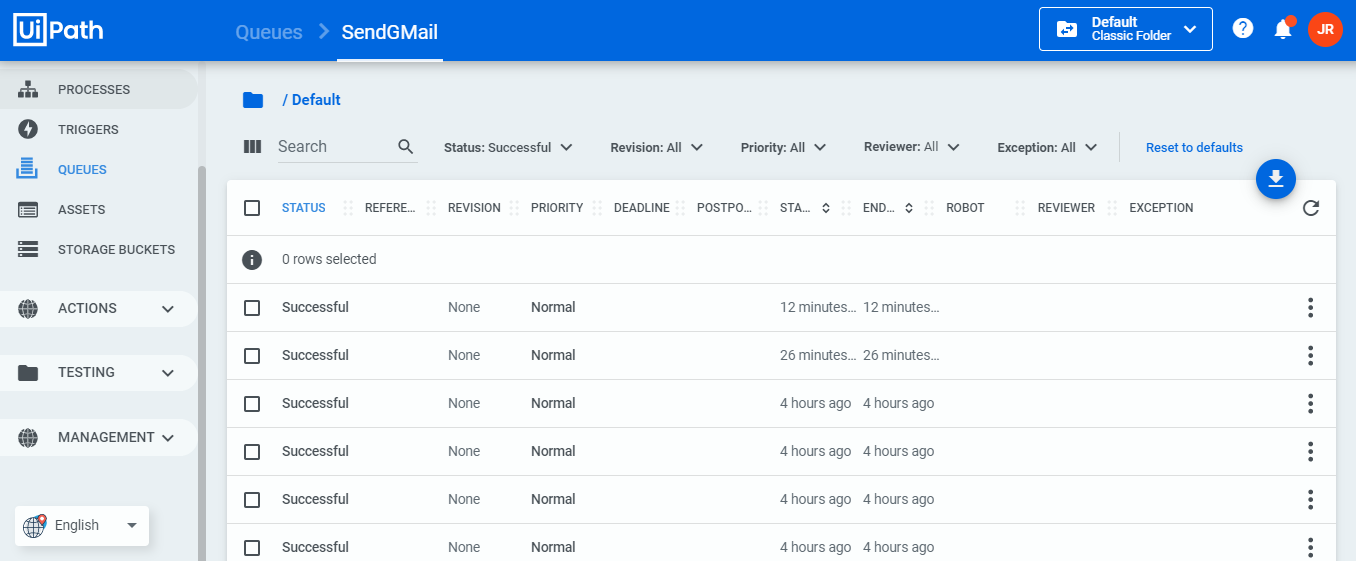 UiPath
Queues SendGMail
Default
Classic Folder
JR
PROCESSES
TRIGGERS
QUEUES
ASSETS
STORAGE BUCKETS
ACTIONS
TESTING
MANAGEMENT
English
/ Default
Search Status: Successful Revision: All Priority: All Reviewer: All Exception: All Reset to defaults
STATUS REFERE... REVISION PRIORITY DEADLINE POSTPO... STA... END... ROBOT REVIEWER EXCEPTION
0 rows selected
Successful None Normal 12 minutes... 12 minutes...
Successful None Normal 26 minutes... 26 minutes...
Successful None Normal 4 hours ago 4 hours ago
Successful None Normal 4 hours ago 4 hours ago
Successful None Normal 4 hours ago 4 hours ago
Successful None Normal 4 hours ago 4 hours ago